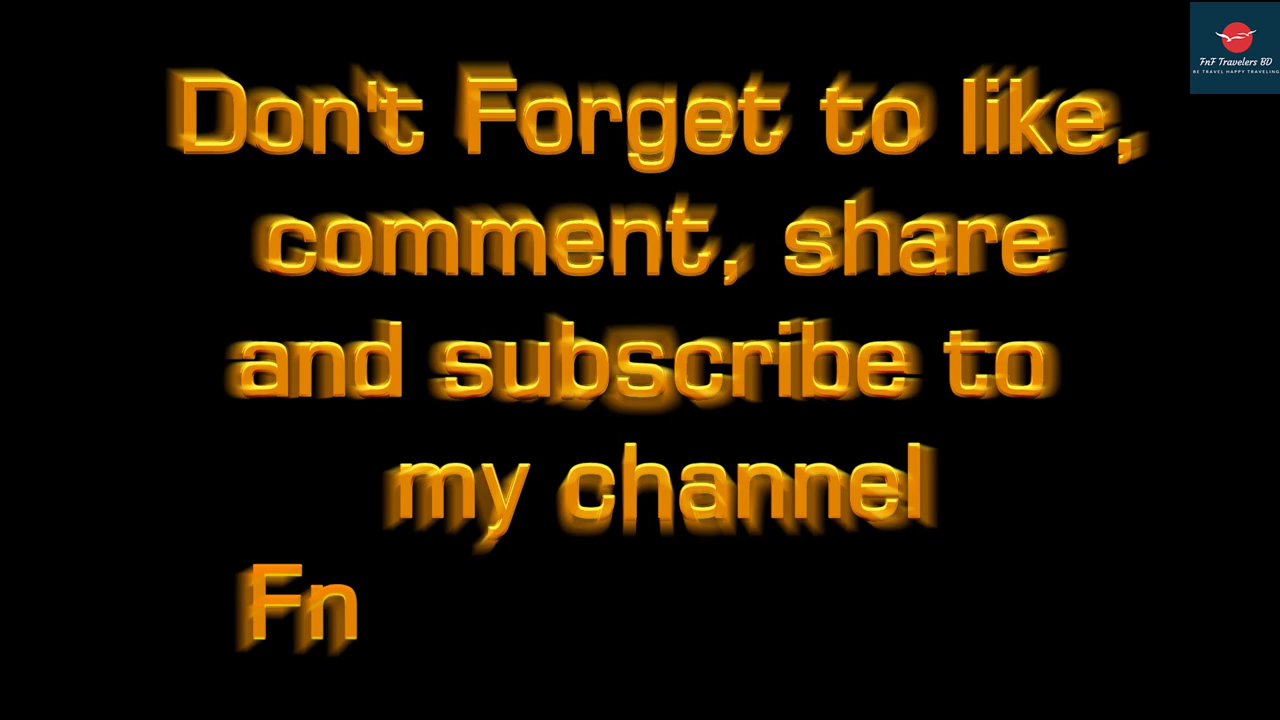 Don't Forget to like,
comment, share
and subscribe to
my channel
Fn
FnF Travelers BD
BE TRAVEL HAPPY TRAVELING